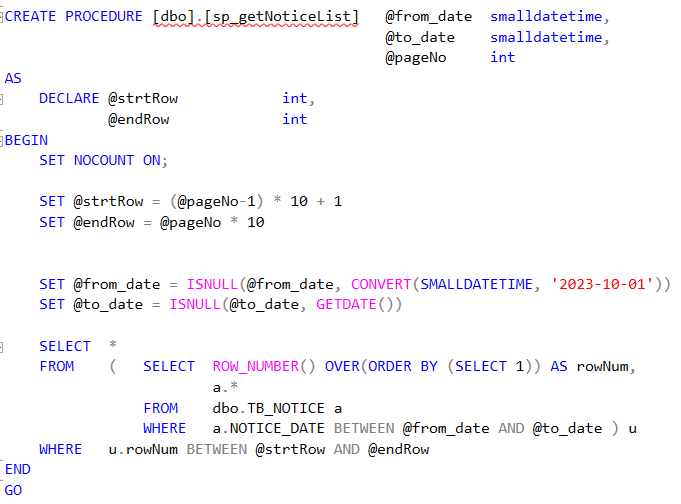 CREATE PROCEDURE [dbo].[sp_getNoticeList]   @from_date  smalldatetime,
                                            @to_date    smalldatetime,
                                            @pageNo     int
AS
    DECLARE @strtRow            int,
            @endRow             int
BEGIN
    SET NOCOUNT ON;

    SET @strtRow = (@pageNo-1) * 10 + 1
    SET @endRow = @pageNo * 10


    SET @from_date = ISNULL(@from_date, CONVERT(SMALLDATETIME, '2023-10-01'))
    SET @to_date = ISNULL(@to_date, GETDATE())

    SELECT  *
    FROM    (   SELECT  ROW_NUMBER() OVER(ORDER BY (SELECT 1)) AS rowNum,
                        a.*
                FROM    dbo.TB_NOTICE a
                WHERE   a.NOTICE_DATE BETWEEN @from_date AND @to_date ) u
    WHERE   u.rowNum BETWEEN @strtRow AND @endRow
END
GO